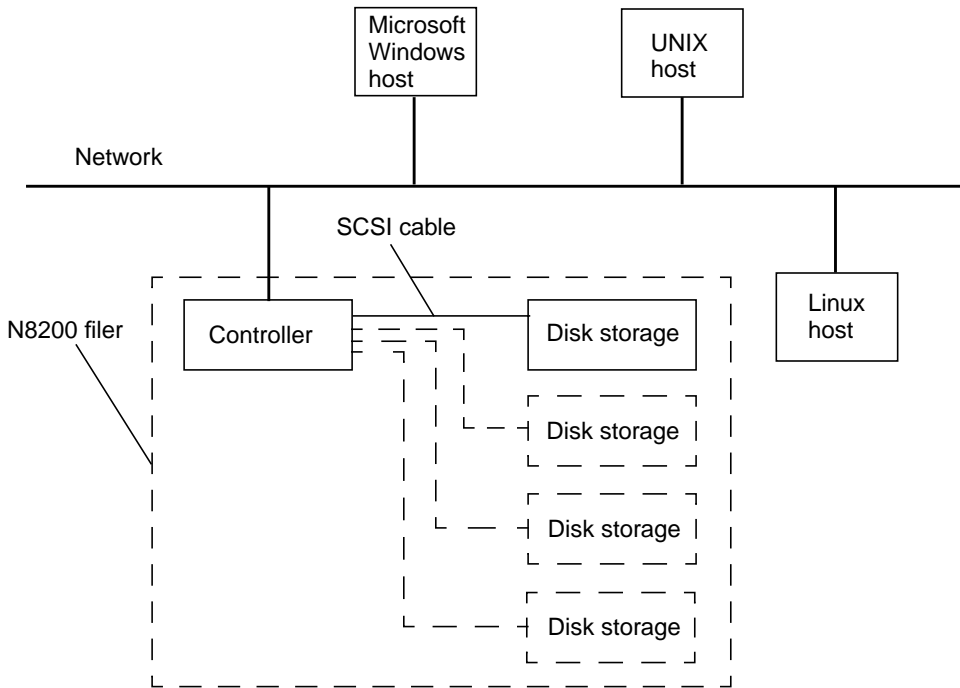 Microsoft
Windows
host
UNIX
host
Network
SCSI cable
N8200 filer
Controller
Disk storage
Linux
host
Disk storage
Disk storage
Disk storage